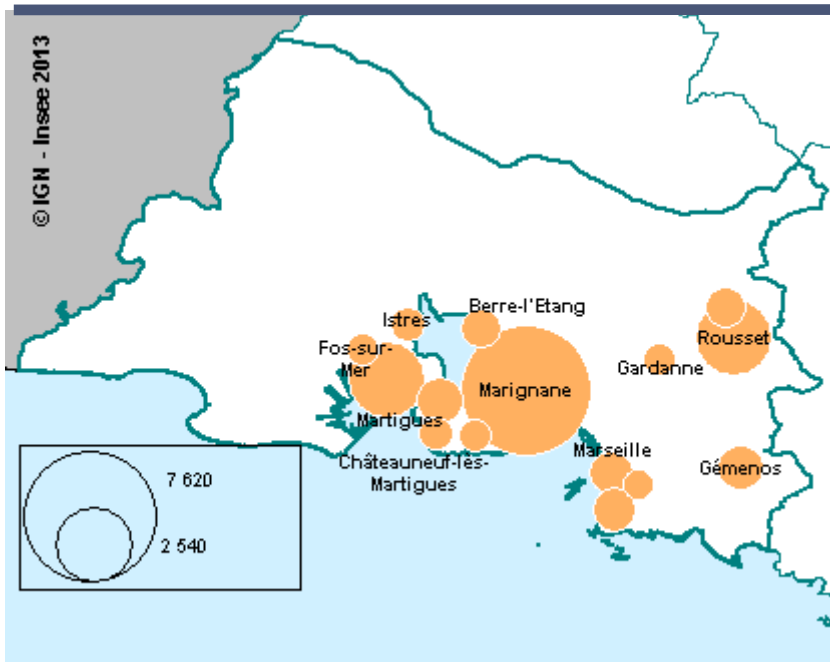 © IGN - Insee 2013
Berre-l'Etang
Istres
Rousset
Fos-sur-
Mer
Gardanne
Marignane
Martigues
Marseille
Châteauneuf-lès-
Martigues
Gémenos
7 620
2 540